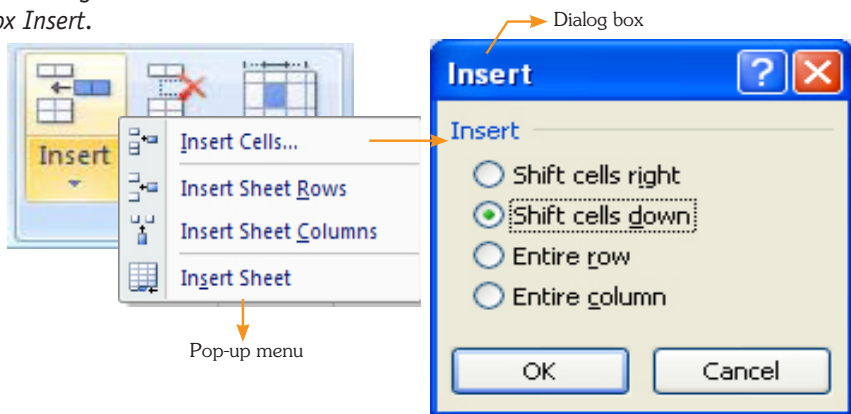 ox Insert.
Dialog box
Insert
Insert Cells...
Insert Sheet Rows
Insert Sheet Columns
Insert Sheet
Pop-up menu
Insert
Insert
Shift cells right
Shift cells down
Entire row
Entire column
OK
Cancel